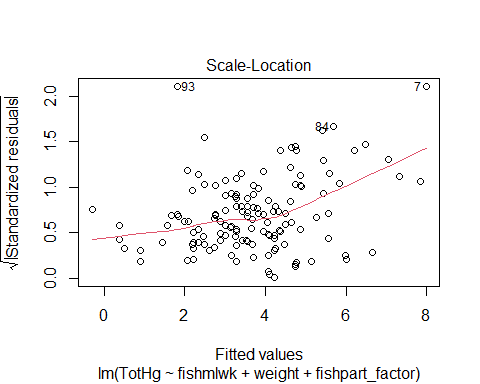 Scale-Location
√|Standardized residuals|
0.0 0.5 1.0 1.5 2.0
93
7
84
0 2 4 6 8
Fitted values
lm(TotHg ~ fishmlwk + weight + fishpart_factor)